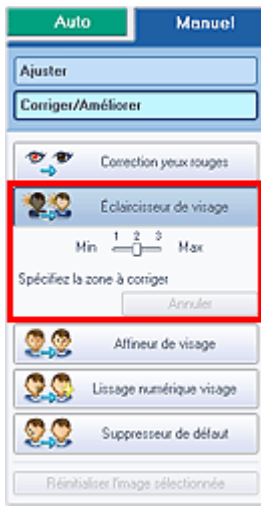 Auto Manuel
Ajuster
Corriger/Améliorer
Correction yeux rouges
Éclaircisseur de visage
1 2 3
Min Max
Spécifiez la zone à corriger
Annuler
Affineur de visage
Lissage numérique visage
Suppresseur de défaut
Réinitialiser l'image sélectionnée